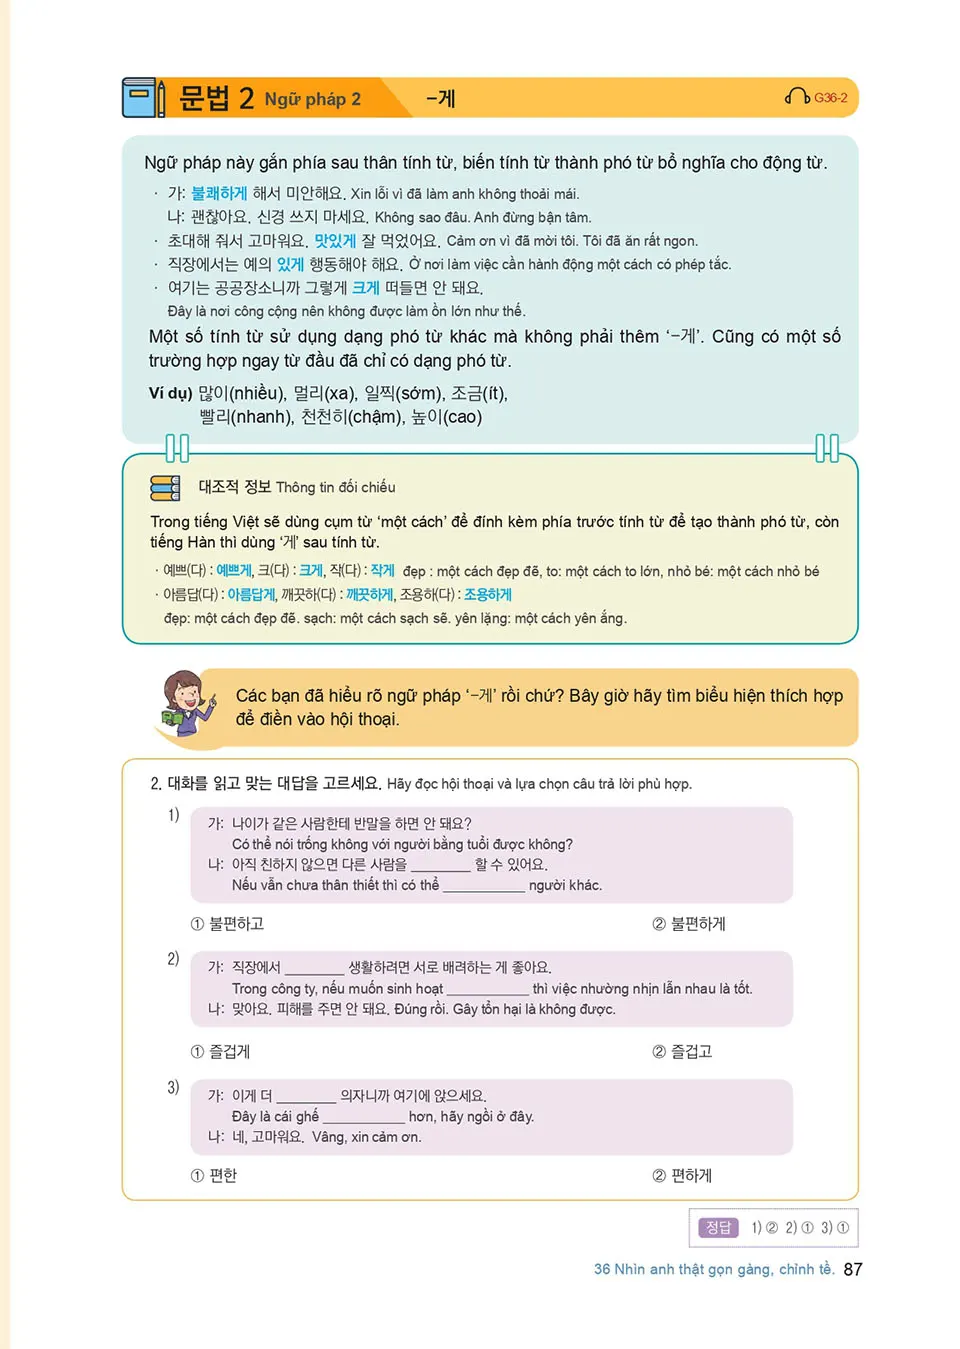 문법 2 Ngữ pháp 2 -게 G36-2
Ngữ pháp này gắn phía sau thân tính từ, biến tính từ thành phó từ bổ nghĩa cho động từ.
· 가: 불쾌하게 해서 미안해요. Xin lỗi vì đã làm anh không thoải mái.
나: 괜찮아요. 신경 쓰지 마세요. Không sao đâu. Anh đừng bận tâm.
· 초대해 줘서 고마워요. 맛있게 잘 먹었어요. Cảm ơn vì đã mời tôi. Tôi đã ăn rất ngon.
· 직장에서는 예의 있게 행동해야 해요. Ở nơi làm việc cần hành động một cách có phép tắc.
· 여기는 공공장소니까 그렇게 크게 떠들면 안 돼요.
Đây là nơi công cộng nên không được làm ồn lớn như thế.
Một số tính từ sử dụng dạng phó từ khác mà không phải thêm ‘-게’. Cũng có một số
trường hợp ngay từ đầu đã chỉ có dạng phó từ.
Ví dụ) 많이(nhiều), 멀리(xa), 일찍(sớm), 조금(ít),
빨리(nhanh), 천천히(chậm), 높이(cao)
대조적 정보 Thông tin đối chiếu
Trong tiếng Việt sẽ dùng cụm từ ‘một cách’ để đính kèm phía trước tính từ để tạo thành phó từ, còn
tiếng Hàn thì dùng ‘게’ sau tính từ.
· 예쁘(다) : 예쁘게, 크(다) : 크게, 작(다) : 작게 đẹp : một cách đẹp đẽ, to: một cách to lớn, nhỏ bé: một cách nhỏ bé
· 아름답(다) : 아름답게, 깨끗하(다) : 깨끗하게, 조용하(다) : 조용하게
đẹp: một cách đẹp đẽ. sạch: một cách sạch sẽ. yên lặng: một cách yên ắng.
Các bạn đã hiểu rõ ngữ pháp ‘-게’ rồi chứ? Bây giờ hãy tìm biểu hiện thích hợp
để điền vào hội thoại.
2. 대화를 읽고 맞는 대답을 고르세요. Hãy đọc hội thoại và lựa chọn câu trả lời phù hợp.
1)
가: 나이가 같은 사람한테 반말을 하면 안 돼요?
Có thể nói trống không với người bằng tuổi được không?
나: 아직 친하지 않으면 다른 사람을 ________ 할 수 있어요.
Nếu vẫn chưa thân thiết thì có thể ___________ người khác.
① 불편하고 ② 불편하게
2)
가: 직장에서 ________ 생활하려면 서로 배려하는 게 좋아요.
Trong công ty, nếu muốn sinh hoạt ___________ thì việc nhường nhịn lẫn nhau là tốt.
나: 맞아요. 피해를 주면 안 돼요. Đúng rồi. Gây tổn hại là không được.
① 즐겁게 ② 즐겁고
3)
가: 이게 더 ________ 의자니까 여기에 앉으세요.
Đây là cái ghế ___________ hơn, hãy ngồi ở đây.
나: 네, 고마워요. Vâng, xin cảm ơn.
① 편한 ② 편하게
정답 1) ② 2) ① 3) ①
36 Nhìn anh thật gọn gàng, chỉnh tề. 87